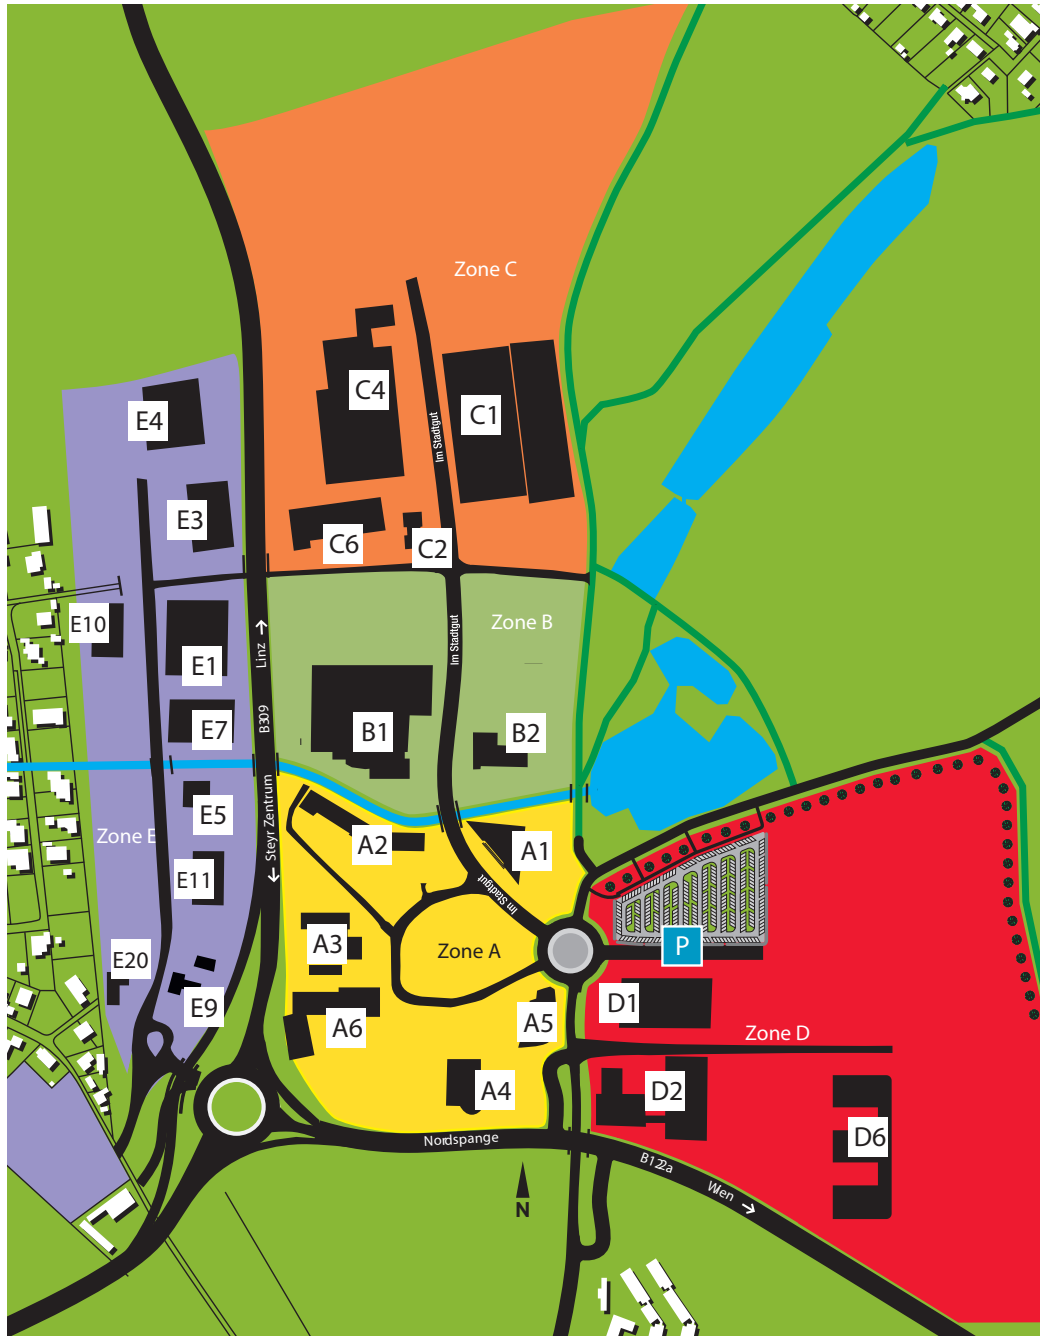 Zone C
C4
C1
Im Stadtgut
E4
E3
C6
C2
E10
Linz
Im Stadtgut
Zone B
E1
B309
E7
B1
B2
Steyr Zentrum
E5
Zone E
A2
A1
E11
Im Stadtgut
A3
Zone A
P
E20
E9
A6
A5
D1
Zone D
A4
D2
D6
Nordspange
B122a
Wien
N